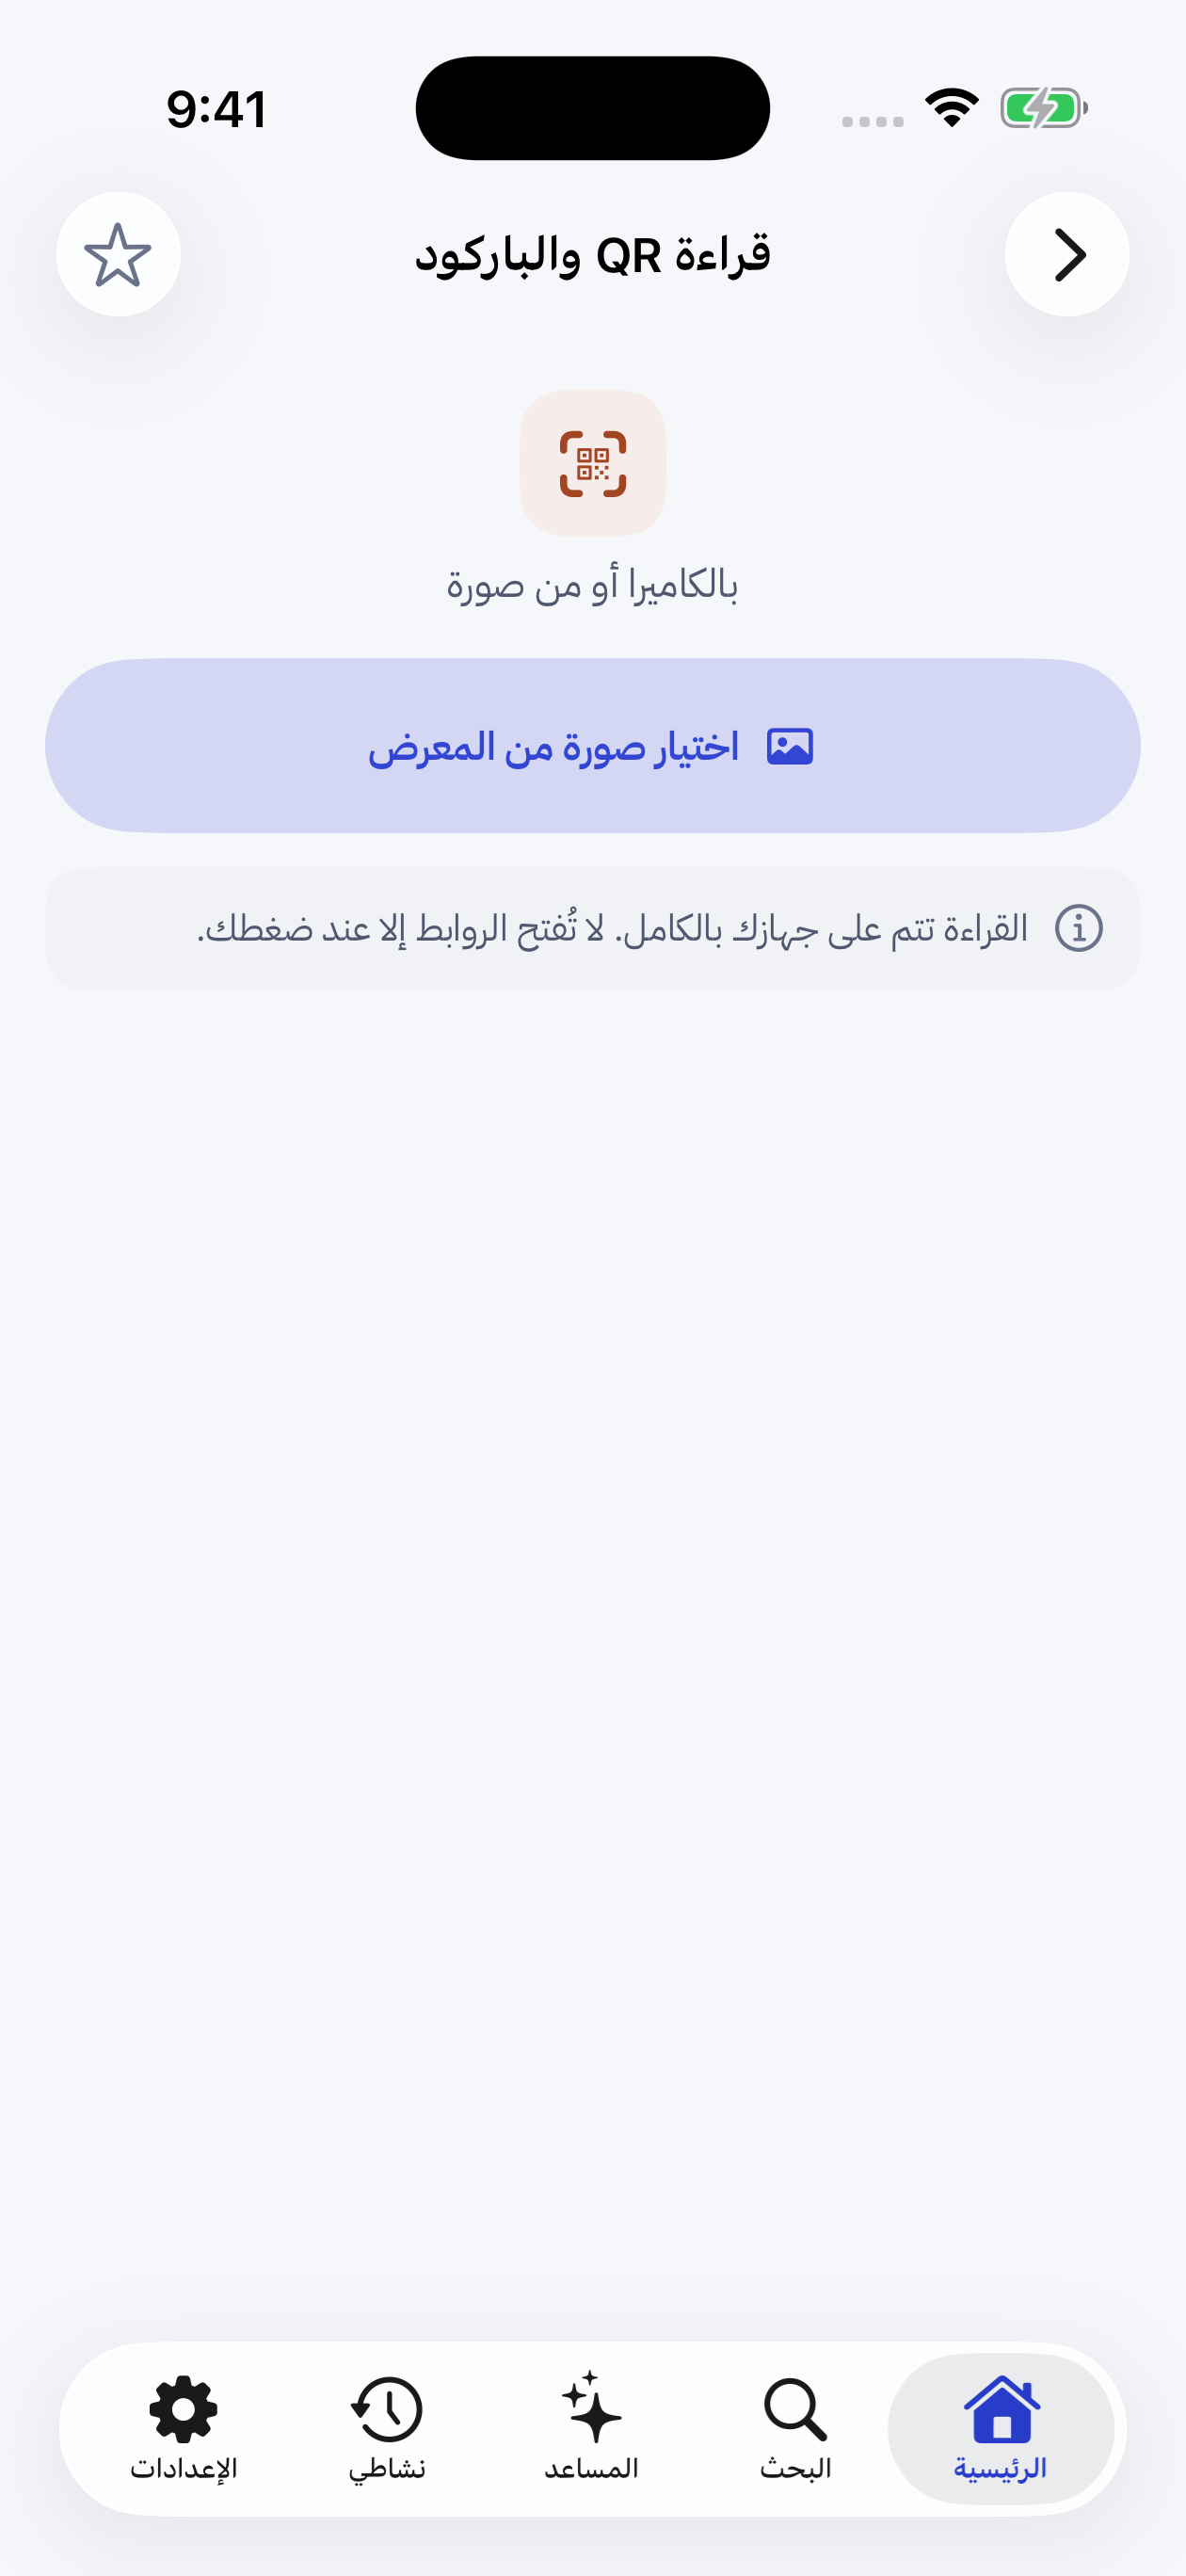 9:41
قراءة QR والباركود
بالكاميرا أو من صورة
اختيار صورة من المعرض
القراءة تتم على جهازك بالكامل. لا تُفتح الروابط إلا عند ضغطك.
الرئيسية
البحث
المساعد
نشاطي
الإعدادات